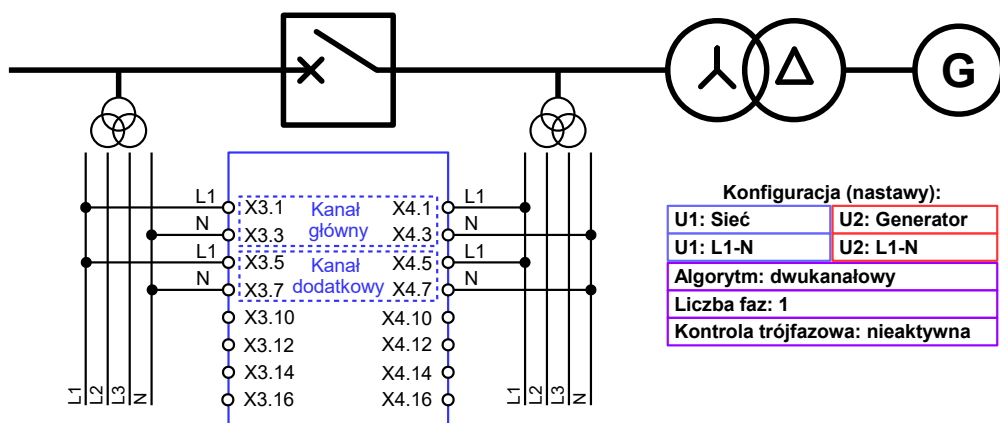 G
L1
X3.1
Kanał
główny
X4.1
L1
N
X3.3
X4.3
N
L1
X3.5
Kanał
dodatkowy
X4.5
L1
N
X3.7
X4.7
N
X3.10
X4.10
X3.12
X4.12
X3.14
X4.14
X3.16
X4.16
L1
L2
L3
N
L1
L2
L3
N
Konfiguracja (nastawy):
U1: Sieć
U2: Generator
U1: L1-N
U2: L1-N
Algorytm: dwukanałowy
Liczba faz: 1
Kontrola trójfazowa: nieaktywna